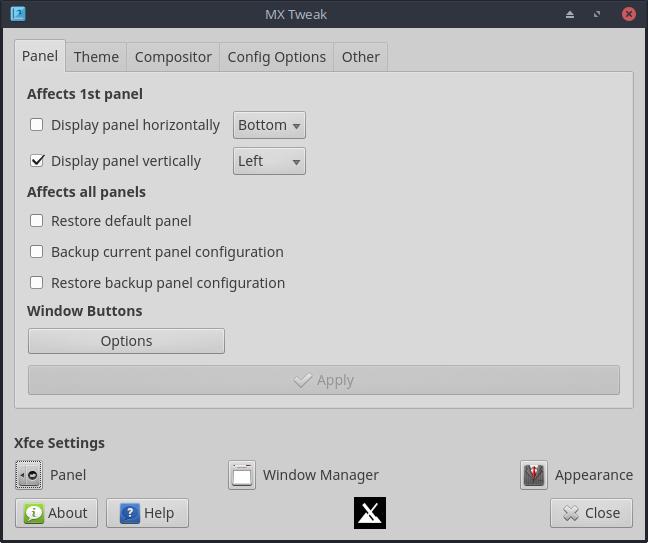 MX Tweak
Panel Theme Compositor Config Options Other
Affects 1st panel
Display panel horizontally Bottom
Display panel vertically Left
Affects all panels
Restore default panel
Backup current panel configuration
Restore backup panel configuration
Window Buttons
Options
Apply
Xfce Settings
Panel Window Manager Appearance
About Help Close